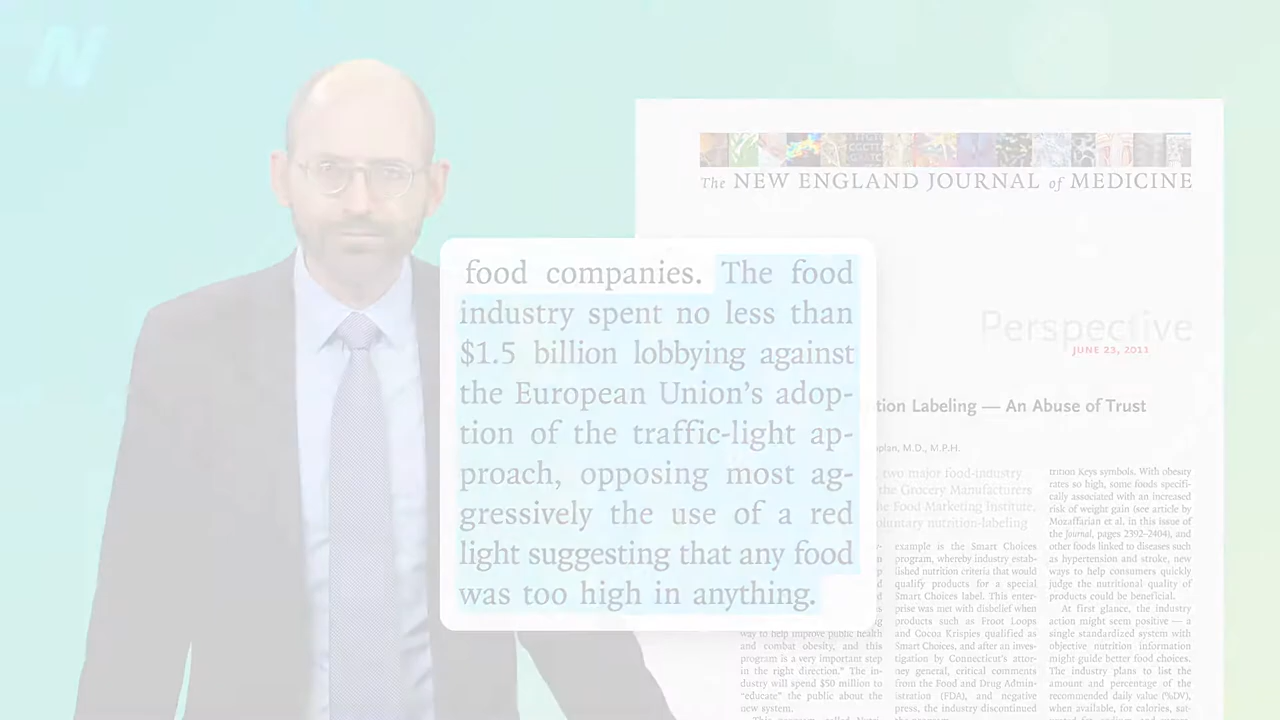 N
The NEW ENGLAND JOURNAL of MEDICINE
Perspective
JUNE 23, 2011
tion Labeling — An Abuse of Trust
M.D., M.P.H.
food companies. The food
industry spent no less than
$1.5 billion lobbying against
the European Union's adop-
tion of the traffic-light ap-
proach, opposing most ag-
gressively the use of a red
light suggesting that any food
was too high in anything.
two major food-industry
the Grocery Manufacturers
Food Marketing Institute,
nutrition-labeling
way to help improve public health
and combat obesity, and this
program is a very important step
in the right direction." The in-
dustry will spend $50 million to
"educate" the public about the
new system.
example is the Smart Choices
program, whereby industry estab-
lished nutrition criteria that would
qualify products for a special
Smart Choices label. This enter-
prise was met with disbelief when
products such as Froot Loops
and Cocoa Krispies qualified as
Smart Choices, and after an inves-
tigation by Connecticut's attor-
ney general, critical comments
from the Food and Drug Admin-
istration (FDA), and negative
press, the industry discontinued
trition Keys symbols. With obesity
rates so high, some foods specifi-
cally associated with an increased
risk of weight gain (see article by
Mozaffarian et al. in this issue of
the Journal, pages 2392-2404), and
other foods linked to diseases such
as hypertension and stroke, new
ways to help consumers quickly
judge the nutritional quality of
products could be beneficial.
At first glance, the industry
action might seem positive — a
single standardized system with
objective nutrition information
might guide better food choices.
The industry plans to list the
amount and percentage of the
recommended daily value (%DV),
when available, for calories, sat-